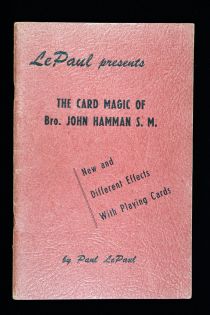 LePaul presents
THE CARD MAGIC OF
Bro. JOHN HAMMAN S. M.
New and
Different Effects
With Playing Cards
by Paul LePaul